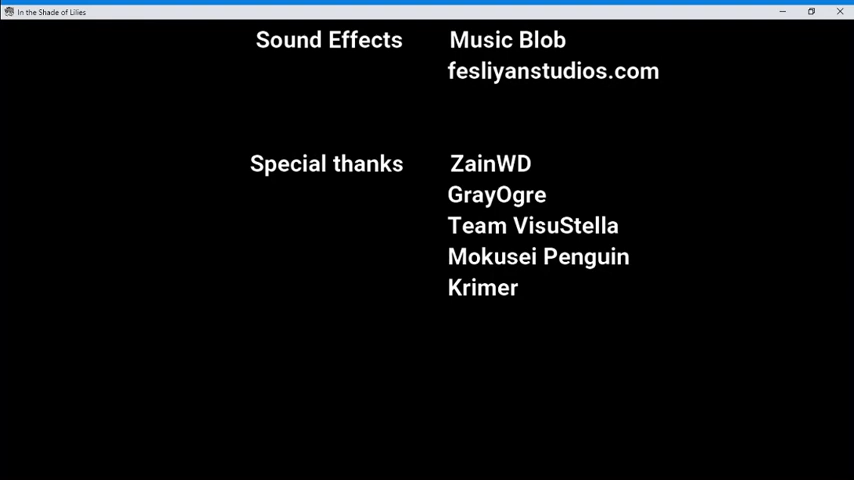 In the Shade of Lilies
Sound Effects Music Blob
fesliyanstudios.com
Special thanks ZainWD
GrayOgre
Team VisuStella
Mokusei Penguin
Krimer